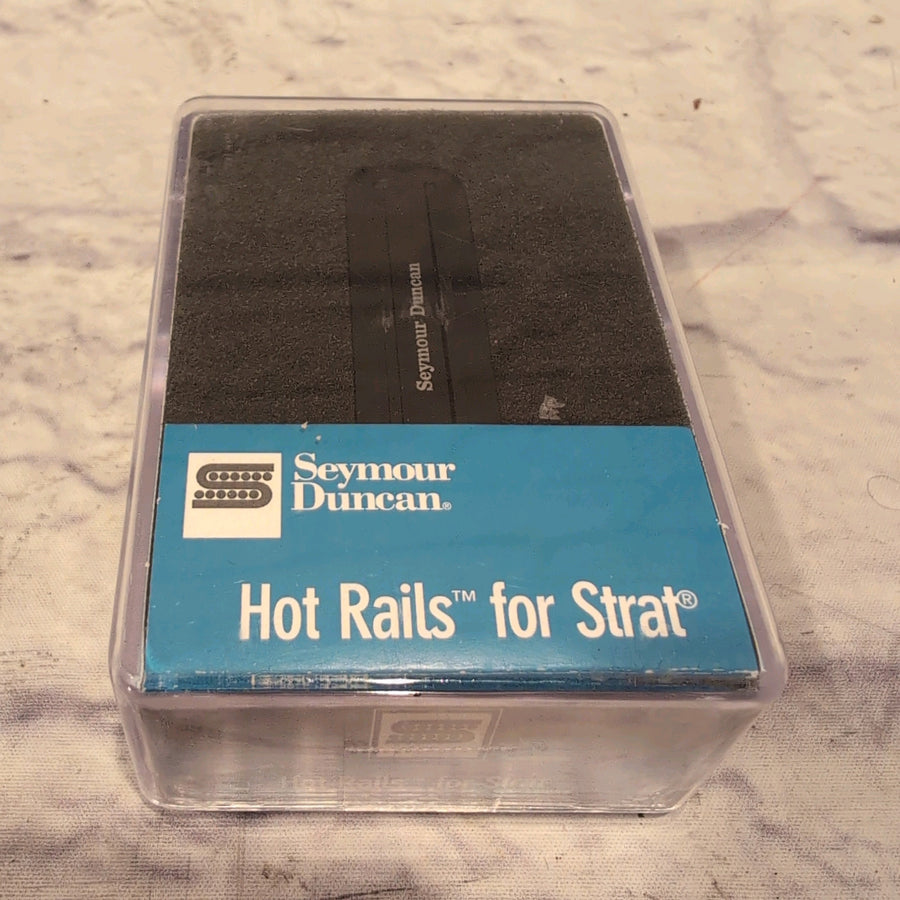 Seymour Duncan
Seymour
Duncan®
Hot Rails™ for Strat®